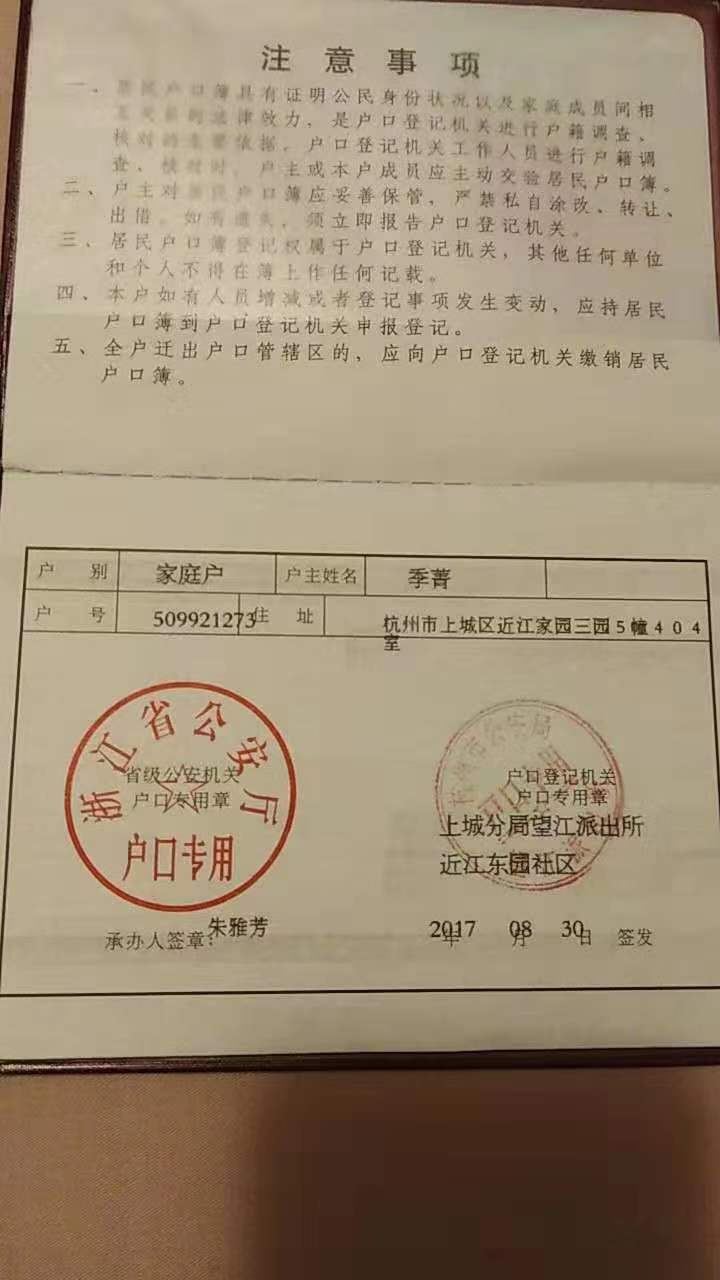 注意事项
一、居民户口簿具有证明公民身份状况以及家庭成员间相
互关系的法律效力，是户口登记机关进行户籍调查、
核对的主要依据。户口登记机关工作人员进行户籍调
查、核对时，户主或本户成员应主动交验居民户口簿。
二、户主对居民户口簿应妥善保管，严禁私自涂改、转让、
出借。如有遗失，须立即报告户口登记机关。
三、居民户口簿登记权属于户口登记机关，其他任何单位
和个人不得在簿上作任何记载。
四、本户如有人员增减或者登记事项发生变动，应持居民
户口簿到户口登记机关申报登记。
五、全户迁出户口管辖区的，应向户口登记机关缴销居民
户口簿。
户别 家庭户 户主姓名 季菁
户号 509921273 住址 杭州市上城区近江家园三园5幢404
室
浙江省公安厅
省级公安机关
户口专用章
户口专用
杭州市公安局
户口登记机关
户口专用章
户口专用
上城分局望江派出所
近江东园社区
承办人签章：朱雅芳
2017年08月30日签发